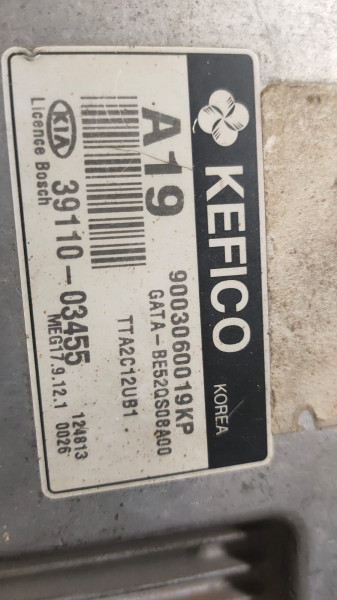 KEFICO KOREA
A19
9003060019KP
GATA-BE52QS08A00
TTA2C12UB1
KIA
39110-03455
Licence Bosch
MEG17.9.12.1
124813
0026